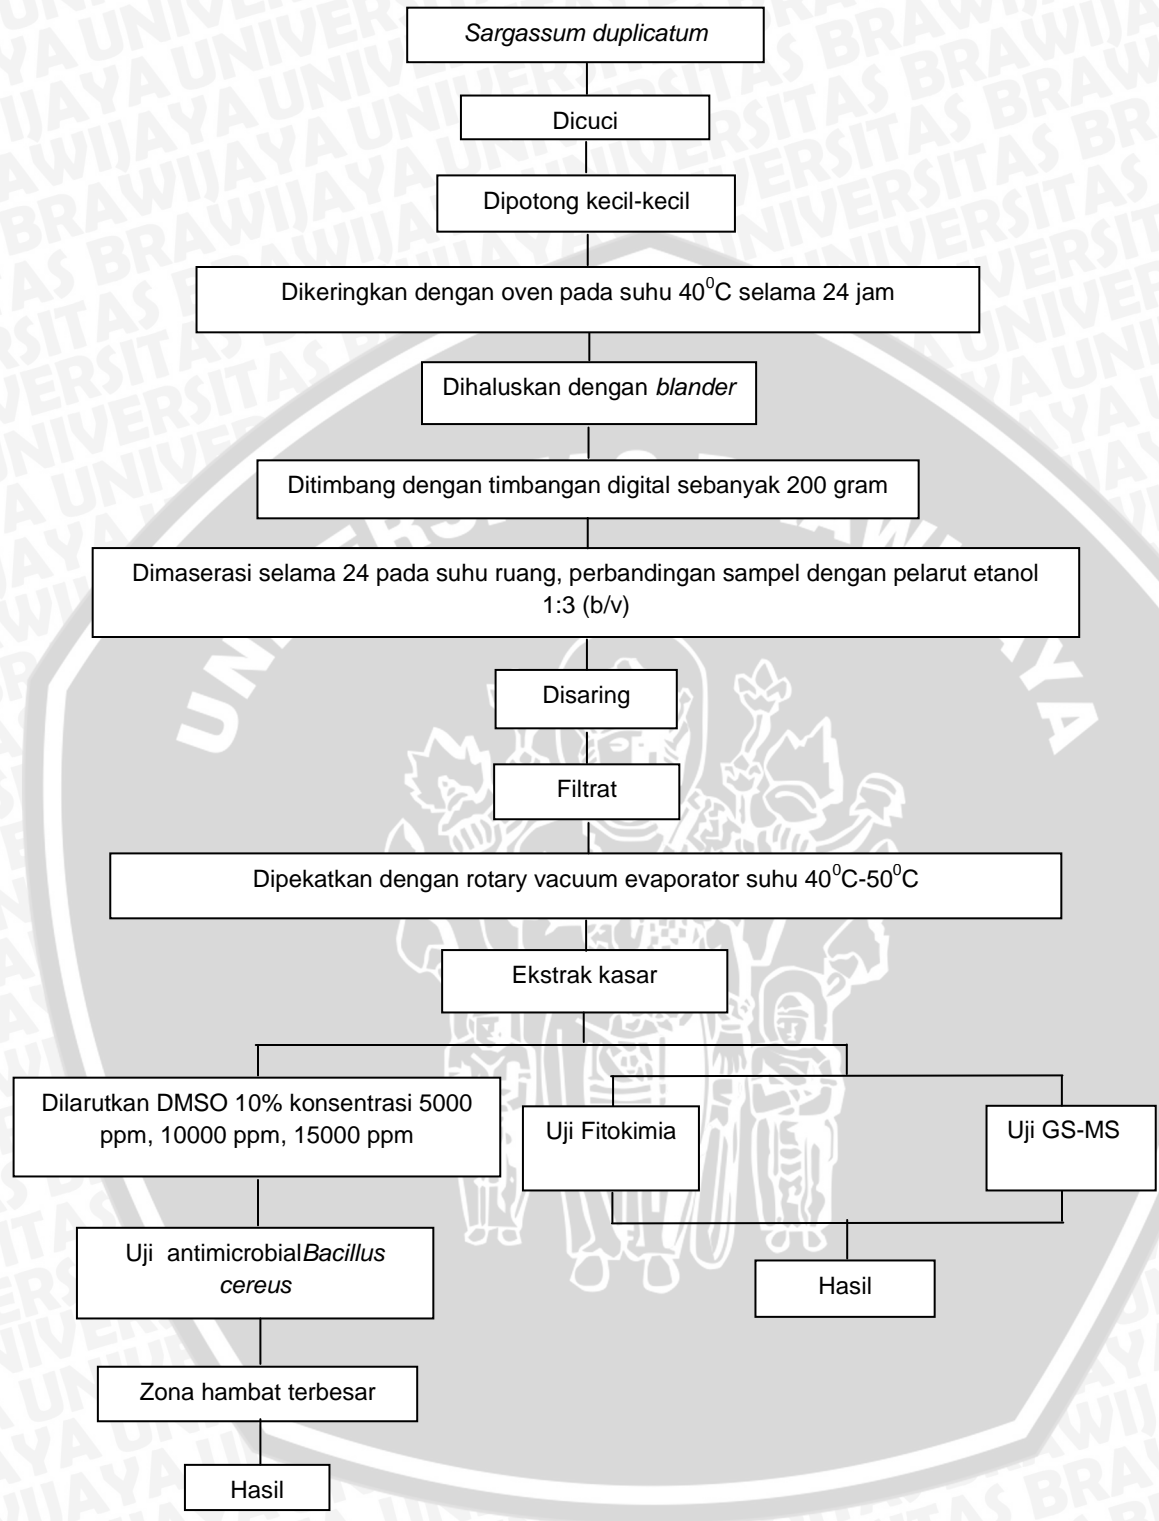 Sargassum duplicatum
Dicuci
Dipotong kecil-kecil
Dikeringkan dengan oven pada suhu 40⁰C selama 24 jam
Dihaluskan dengan blander
Ditimbang dengan timbangan digital sebanyak 200 gram
Dimaserasi selama 24 pada suhu ruang, perbandingan sampel dengan pelarut etanol
1:3 (b/v)
Disaring
Filtrat
Dipekatkan dengan rotary vacuum evaporator suhu 40⁰C-50⁰C
Ekstrak kasar
Dilarutkan DMSO 10% konsentrasi 5000
ppm, 10000 ppm, 15000 ppm
Uji Fitokimia
Uji GS-MS
Uji  antimicrobialBacillus
cereus
Hasil
Zona hambat terbesar
Hasil